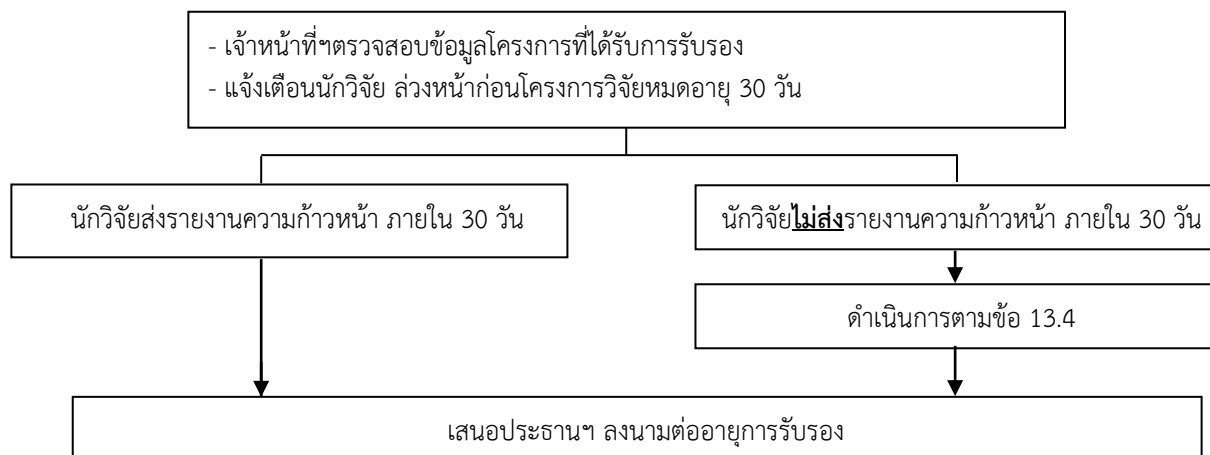 - เจ้าหน้าที่ฯตรวจสอบข้อมูลโครงการที่ได้รับการรับรอง
- แจ้งเตือนนักวิจัย ล่วงหน้าก่อนโครงการวิจัยหมดอายุ 30 วัน
นักวิจัยส่งรายงานความก้าวหน้า ภายใน 30 วัน
นักวิจัยไม่ส่งรายงานความก้าวหน้า ภายใน 30 วัน
ดำเนินการตามข้อ 13.4
เสนอประธานฯ ลงนามต่ออายุการรับรอง